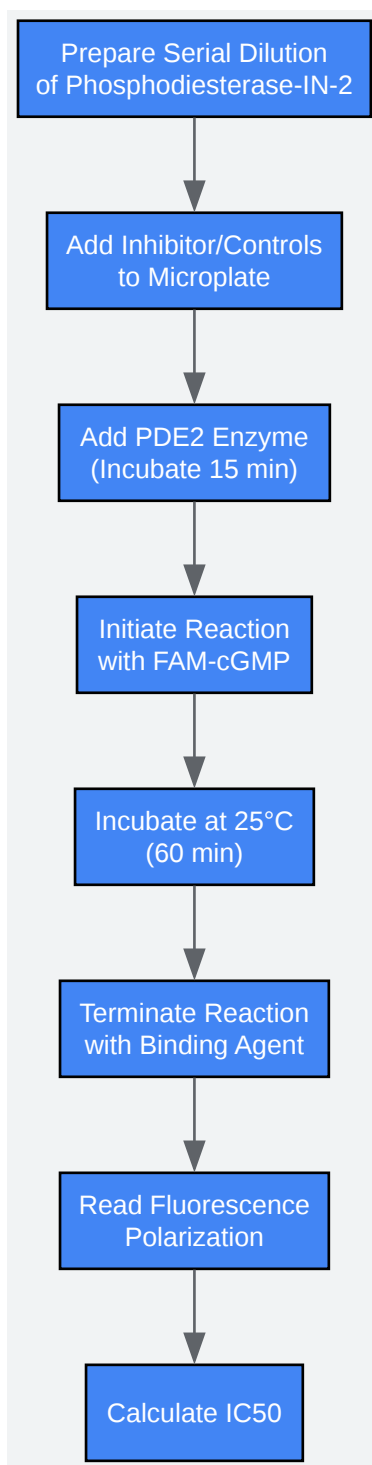 Prepare Serial Dilution
of Phosphodiesterase-IN-2
Add Inhibitor/Controls
to Microplate
Add PDE2 Enzyme
(Incubate 15 min)
Initiate Reaction
with FAM-cGMP
Incubate at 25°C
(60 min)
Terminate Reaction
with Binding Agent
Read Fluorescence
Polarization
Calculate IC50